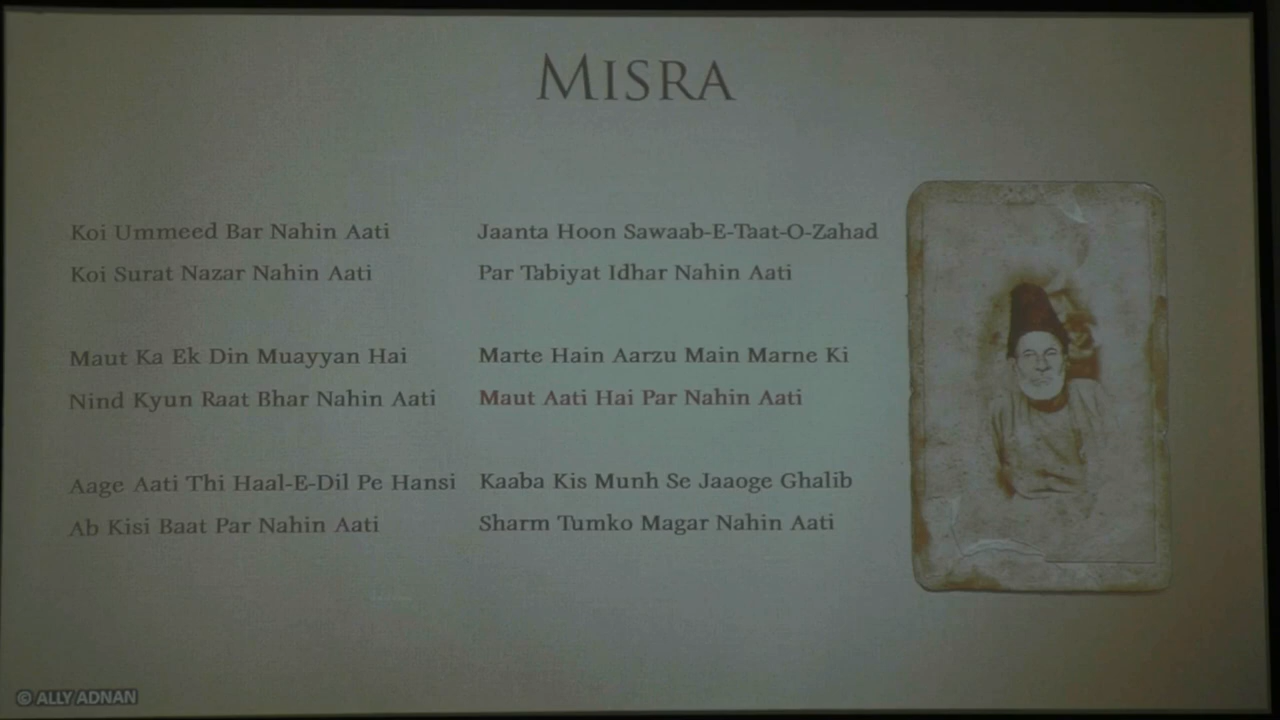 MISRA
Koi Ummeed Bar Nahin Aati
Koi Surat Nazar Nahin Aati
Maut Ka Ek Din Muayyan Hai
Nind Kyun Raat Bhar Nahin Aati
Aage Aati Thi Haal-E-Dil Pe Hansi
Ab Kisi Baat Par Nahin Aati
Jaanta Hoon Sawaab-E-Taat-O-Zahad
Par Tabiyat Idhar Nahin Aati
Marte Hain Aarzu Main Marne Ki
Maut Aati Hai Par Nahin Aati
Kaaba Kis Munh Se Jaaoge Ghalib
Sharm Tumko Magar Nahin Aati
© ALLY ADNAN